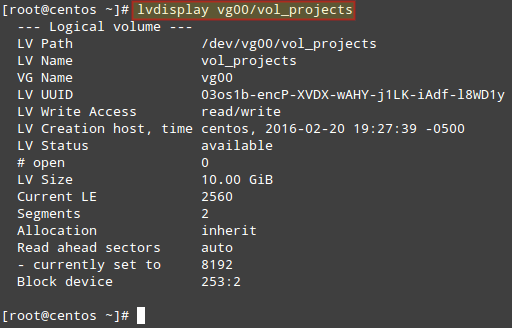 [root@centos ~]# lvdisplay vg00/vol_projects
--- Logical volume ---
LV Path                /dev/vg00/vol_projects
LV Name                vol_projects
VG Name                vg00
LV UUID                03os1b-encP-XVDX-wAHY-j1LK-iAdf-l8WD1y
LV Write Access        read/write
LV Creation host, time centos, 2016-02-20 19:27:39 -0500
LV Status              available
# open                 0
LV Size                10.00 GiB
Current LE             2560
Segments               2
Allocation             inherit
Read ahead sectors     auto
- currently set to     8192
Block device           253:2
[root@centos ~]#